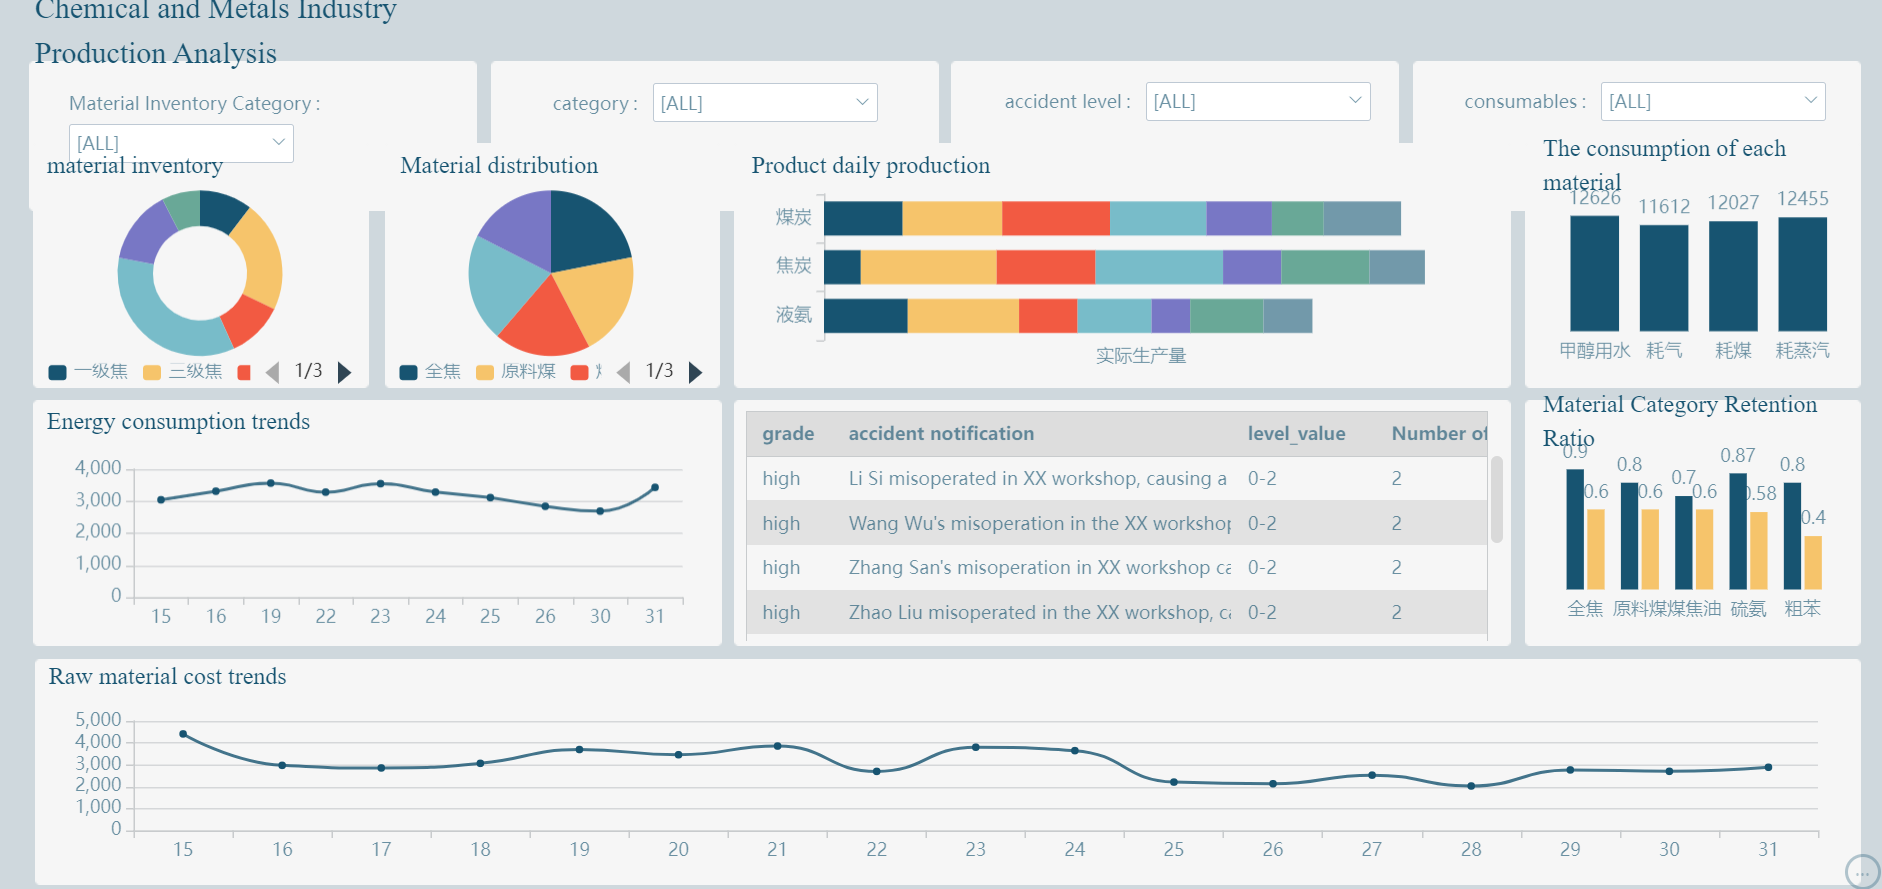 Chemical and Metals Industry
Production Analysis
Material Inventory Category :
[ALL]
category :
[ALL]
accident level :
[ALL]
consumables :
[ALL]
material inventory
一级焦
三级焦
1/3
Material distribution
全焦
原料煤
1/3
Product daily production
煤炭
焦炭
液氨
实际生产量
The consumption of each
material
12626
11612
12027
12455
甲醇用水
耗气
耗煤
耗蒸汽
Energy consumption trends
4,000
3,000
2,000
1,000
0
15 16 19 22 23 24 25 26 30 31
grade accident notification level_value Number of
high Li Si misoperated in XX workshop, causing a 0-2 2
high Wang Wu's misoperation in the XX workshop 0-2 2
high Zhang San's misoperation in XX workshop ca 0-2 2
high Zhao Liu misoperated in the XX workshop, ca 0-2 2
Material Category Retention
Ratio
0.9
0.6
0.8
0.6
0.7
0.6
0.87
0.58
0.8
0.4
全焦
原料煤
煤焦油
硫氨
粗苯
Raw material cost trends
5,000
4,000
3,000
2,000
1,000
0
15 16 17 18 19 20 21 22 23 24 25 26 27 28 29 30 31